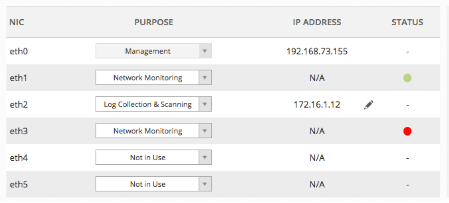 NIC PURPOSE IP ADDRESS STATUS
eth0 Management 192.168.73.155 -
eth1 Network Monitoring N/A
eth2 Log Collection & Scanning 172.16.1.12 -
eth3 Network Monitoring N/A
eth4 Not in Use N/A -
eth5 Not in Use N/A -